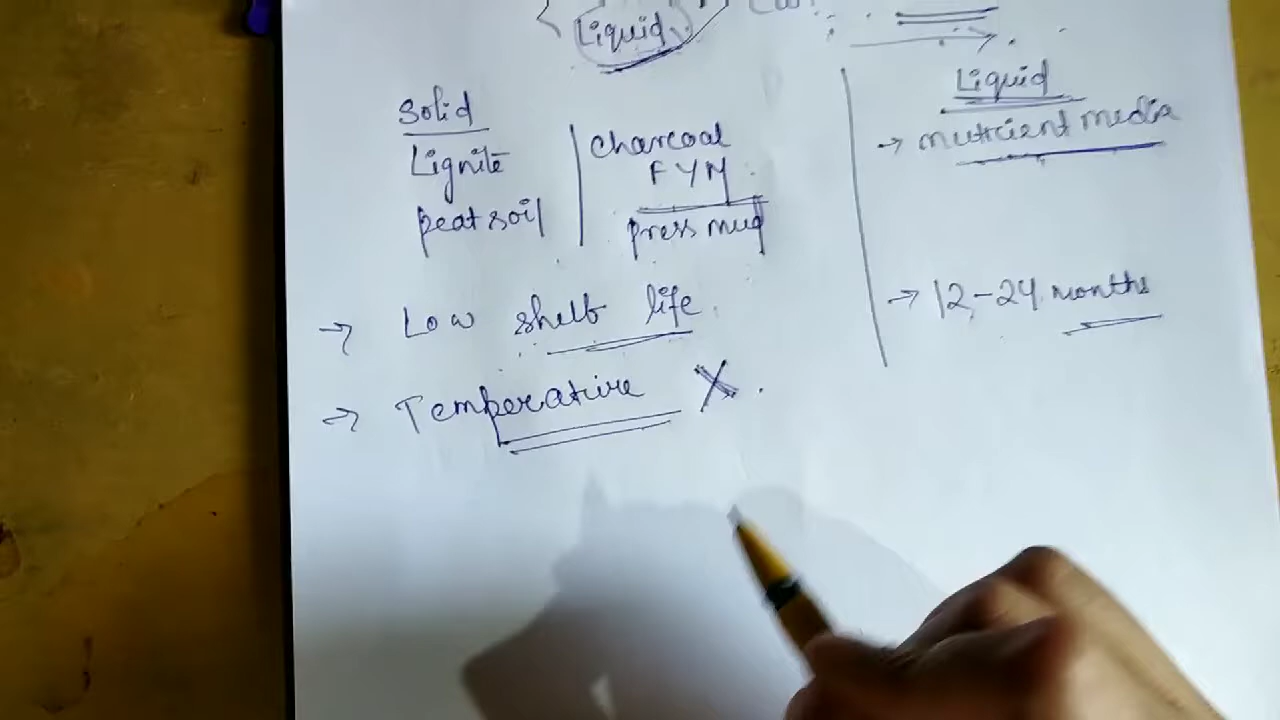 Liquid
Solid
Lignite
peat soil
charcoal
FYM
press mud
→ Low shelf life
→ Temperature X
Liquid
→ nutrient media
→ 12-24 months